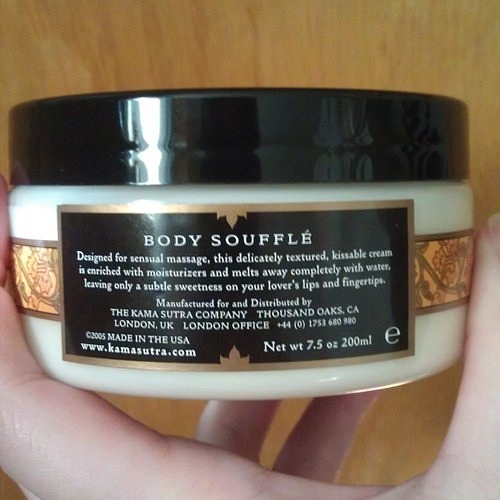 BODY SOUFFLÉ
Designed for sensual massage, this delicately textured, kissable cream
is enriched with moisturizers and melts away completely with water,
leaving only a subtle sweetness on your lover's lips and fingertips.
Manufactured for and Distributed by
THE KAMA SUTRA COMPANY THOUSAND OAKS, CA
LONDON, UK LONDON OFFICE +44 (0) 1753 680 980
©2005 MADE IN THE USA
www.kamasutra.com Net wt 7.5 oz 200ml ℮